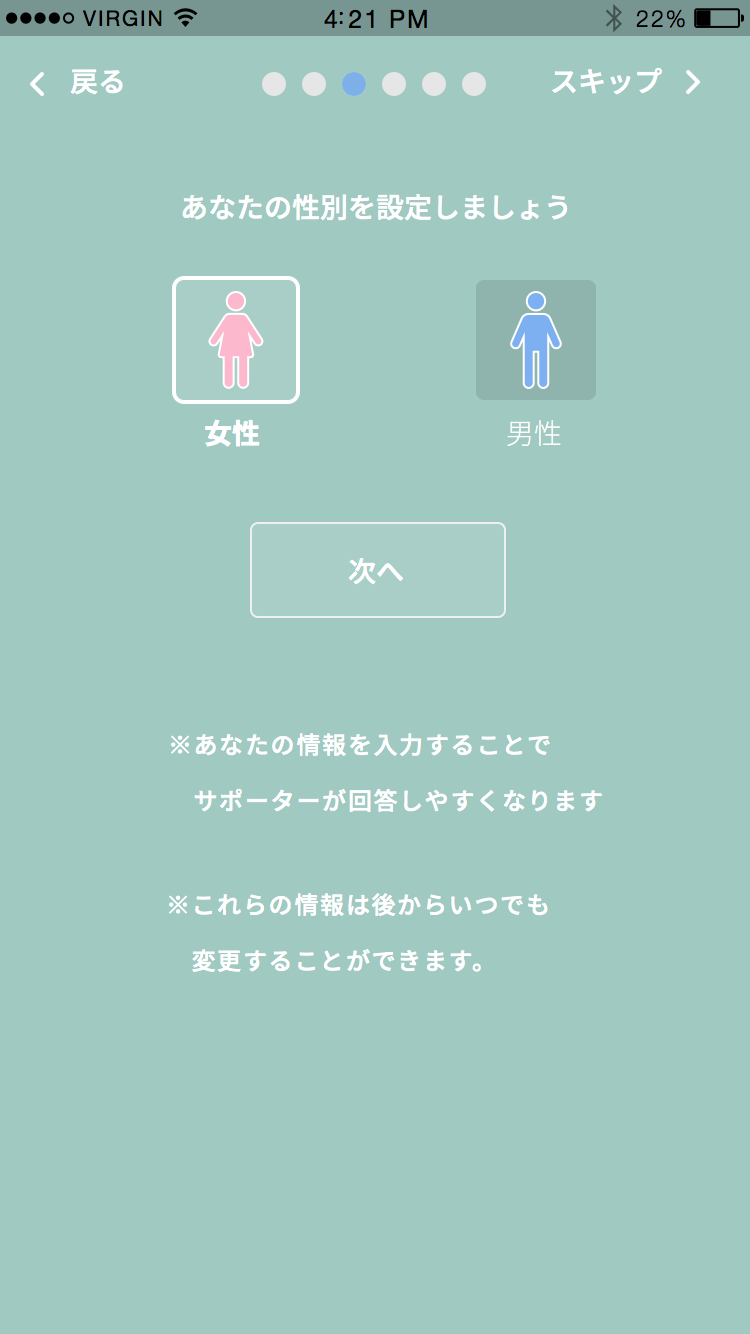 VIRGIN 4:21 PM 22%
戻る スキップ
あなたの性別を設定しましょう
女性 男性
次へ
※あなたの情報を入力することで
サポーターが回答しやすくなります
※これらの情報は後からいつでも
変更することができます。